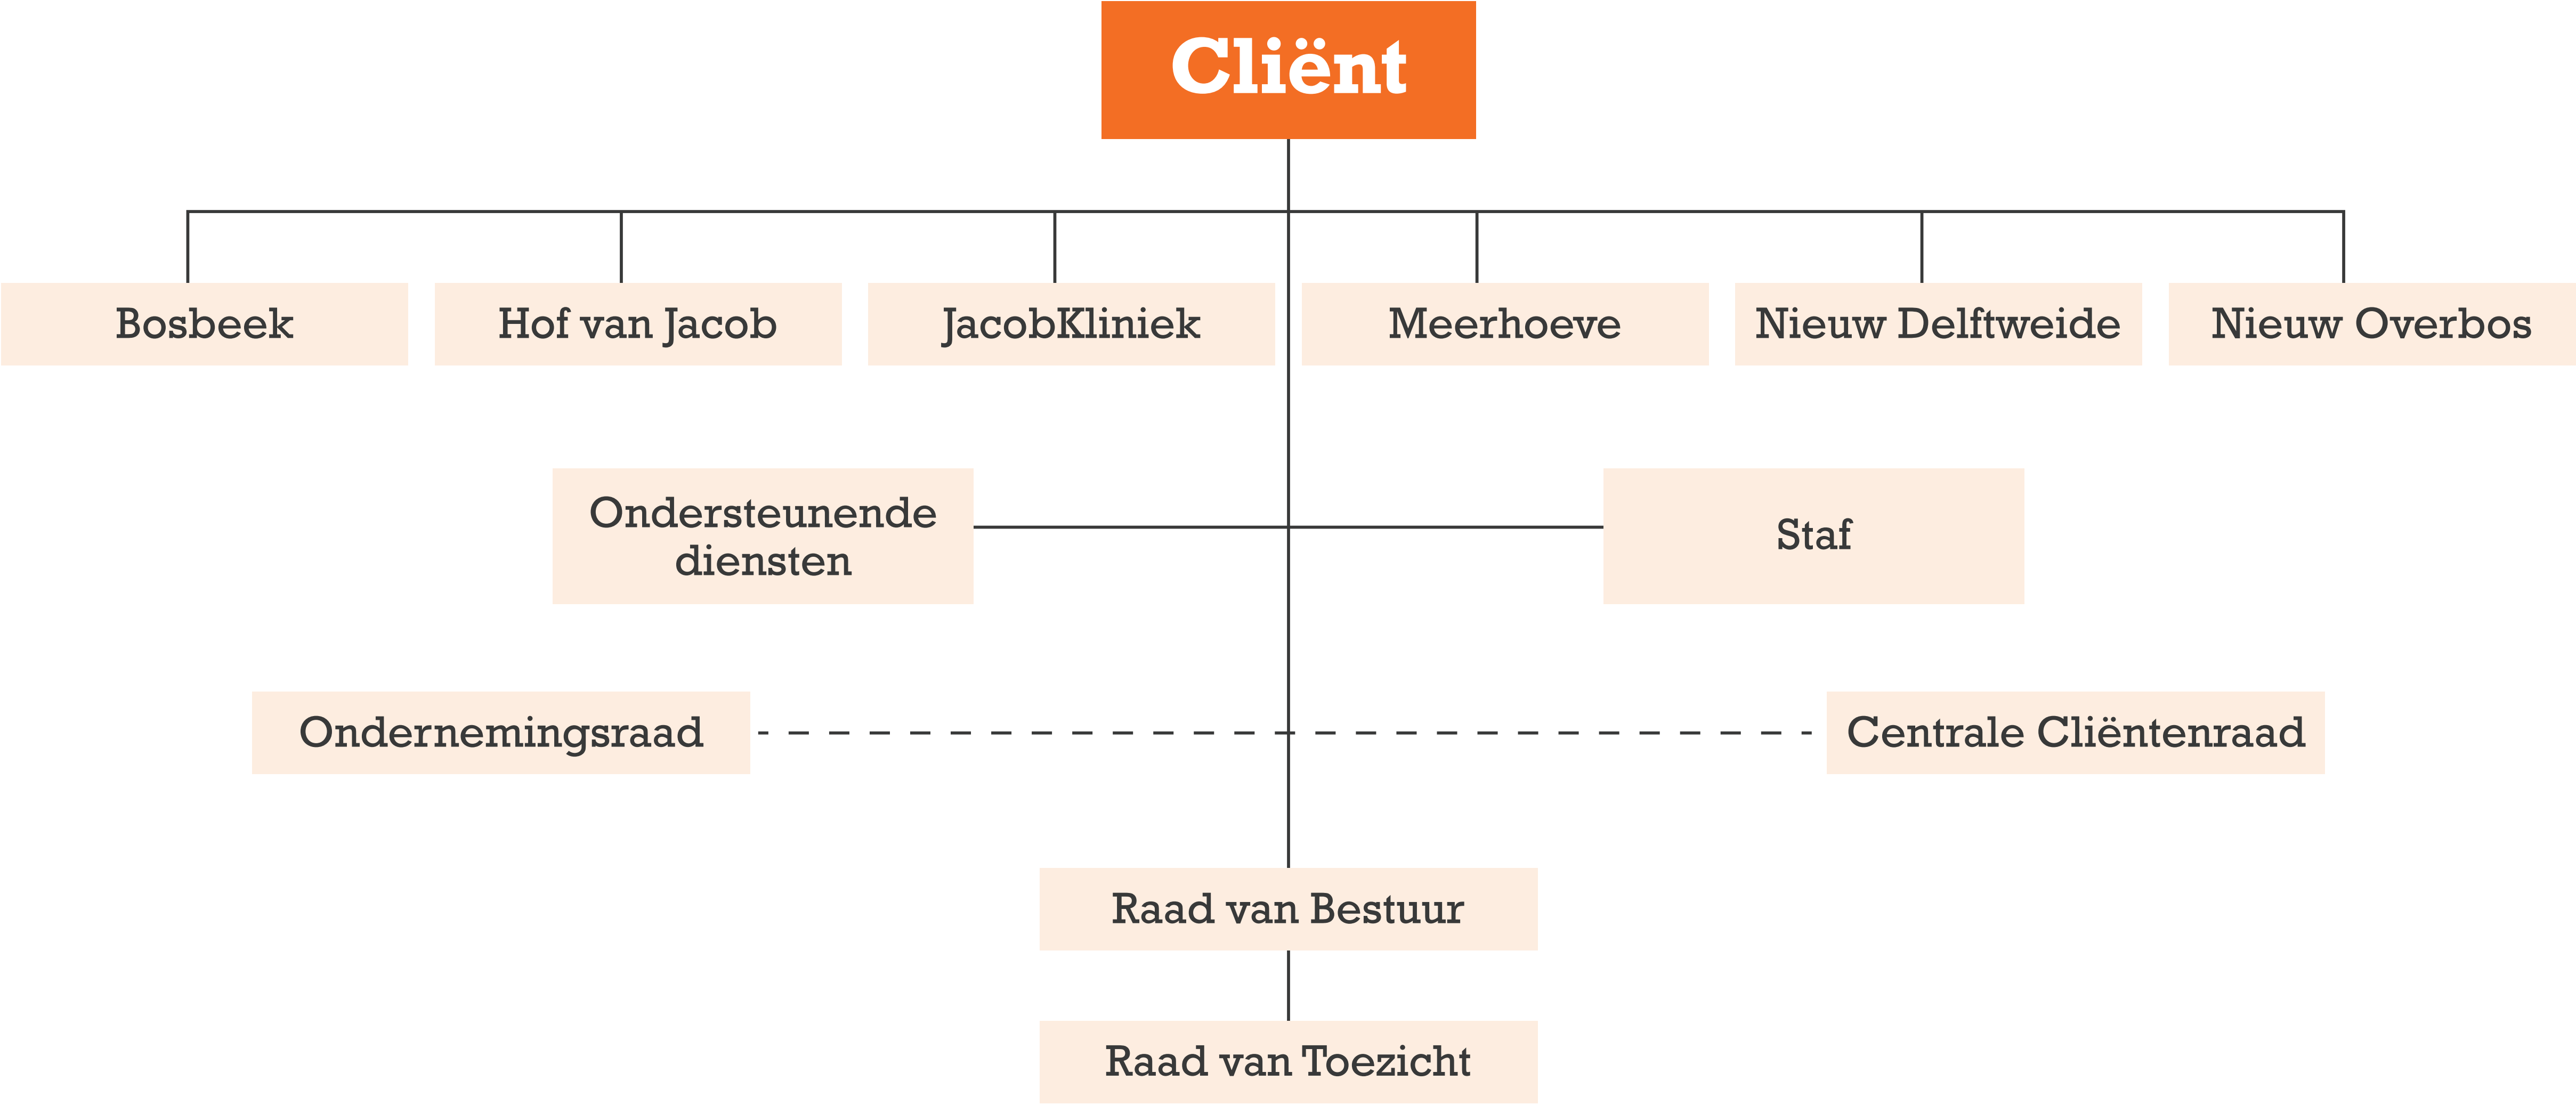 Cliënt
Bosbeek
Hof van Jacob
JacobKliniek
Meerhoeve
Nieuw Delftweide
Nieuw Overbos
Ondersteunende
diensten
Staf
Ondernemingsraad
Centrale Cliëntenraad
Raad van Bestuur
Raad van Toezicht